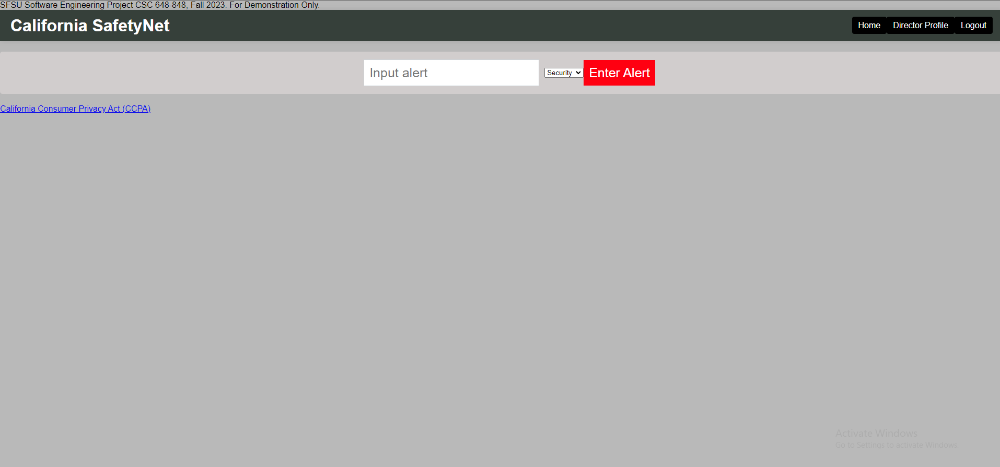 SFSU Software Engineering Project CSC 648-848, Fall 2023. For Demonstration Only.
California SafetyNet
Home Director Profile Logout
Input alert Security Enter Alert
California Consumer Privacy Act (CCPA)
Activate Windows
Go to Settings to activate Windows.